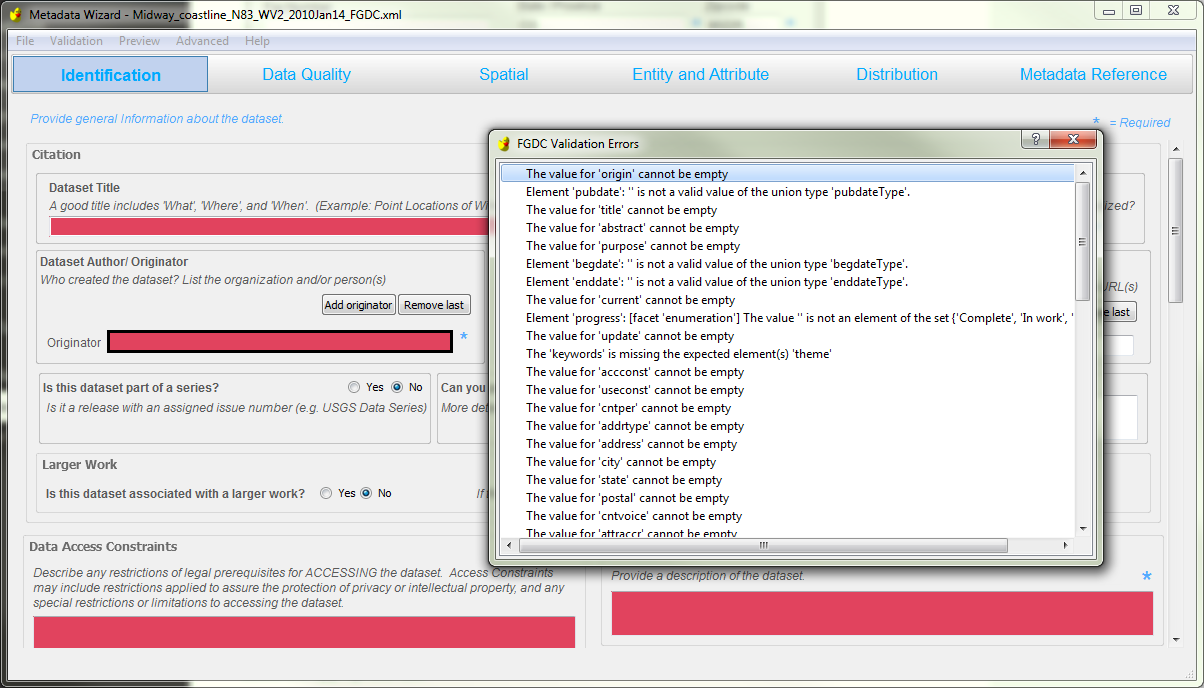 Metadata Wizard - Midway_coastline_N83_WV2_2010Jan14_FGDC.xml
File Validation Preview Advanced Help
Identification Data Quality Spatial Entity and Attribute Distribution Metadata Reference
Provide general Information about the dataset.
* = Required
Citation
Dataset Title
A good title includes 'What', 'Where', and 'When'. (Example: Point Locations of Wi
ized?
Dataset Author/ Originator
Who created the dataset? List the organization and/or person(s)
URL(s)
Add originator Remove last
e last
Originator *
Is this dataset part of a series? Yes No
Can you
Is it a release with an assigned issue number (e.g. USGS Data Series)
More det
Larger Work
Is this dataset associated with a larger work? Yes No
If
FGDC Validation Errors
?
The value for 'origin' cannot be empty
Element 'pubdate': '' is not a valid value of the union type 'pubdateType'.
The value for 'title' cannot be empty
The value for 'abstract' cannot be empty
The value for 'purpose' cannot be empty
Element 'begdate': '' is not a valid value of the union type 'begdateType'.
Element 'enddate': '' is not a valid value of the union type 'enddateType'.
The value for 'current' cannot be empty
Element 'progress': [facet 'enumeration'] The value '' is not an element of the set {'Complete', 'In work', '
The value for 'update' cannot be empty
The 'keywords' is missing the expected element(s) 'theme'
The value for 'accconst' cannot be empty
The value for 'useconst' cannot be empty
The value for 'cntper' cannot be empty
The value for 'addrtype' cannot be empty
The value for 'address' cannot be empty
The value for 'city' cannot be empty
The value for 'state' cannot be empty
The value for 'postal' cannot be empty
The value for 'cntvoice' cannot be empty
The value for 'attraccr' cannot be empty
Data Access Constraints
Describe any restrictions of legal prerequisites for ACCESSING the dataset. Access Constraints
may include restrictions applied to assure the protection of privacy or intellectual property, and any
special restrictions or limitations to accessing the dataset.
Provide a description of the dataset.
*